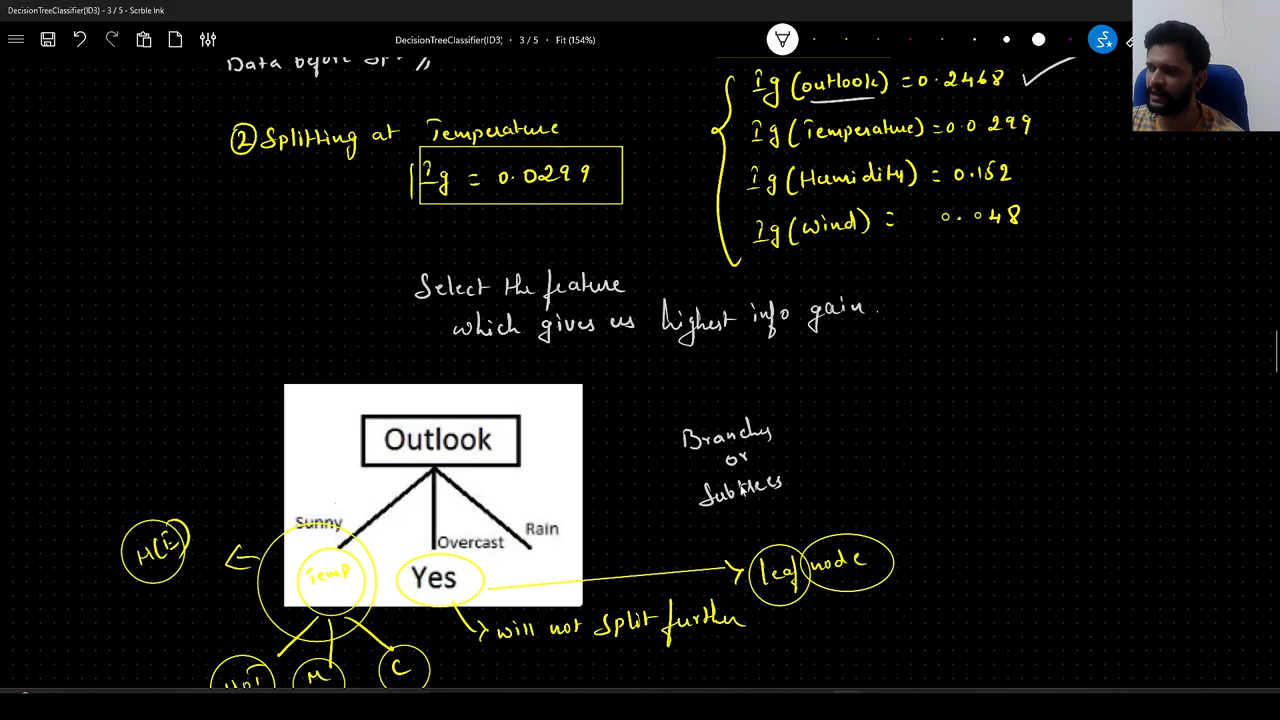 DecisionTreeClassifier(ID3) - 3 / 5 - Scrble Ink
DecisionTreeClassifier(ID3) • 3 / 5 • Fit (154%)
Data before
Ig (outlook) = 0.2468
② Splitting at Temperature
Ig (Temperature) = 0.0299
Ig = 0.0299
Ig (Humidity) = 0.152
Ig (wind) = 0.048
Select the feature
which gives us highest info gain.
Outlook
Branches
or
Subtrees
Sunny
Overcast
Rain
H(E)
Temp
Yes
leaf node
will not split further
Hot
M
C